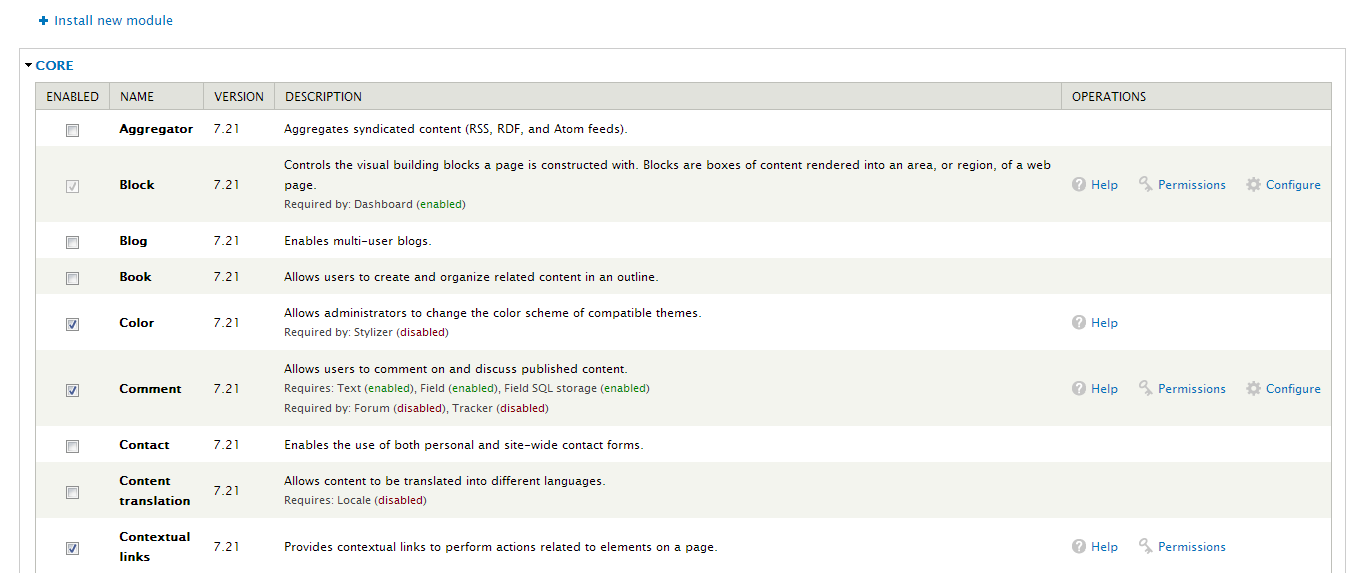 Install new module
CORE
ENABLED NAME VERSION DESCRIPTION OPERATIONS
Aggregator 7.21 Aggregates syndicated content (RSS, RDF, and Atom feeds).
Controls the visual building blocks a page is constructed with. Blocks are boxes of content rendered into an area, or region, of a web
Block 7.21 page. Help Permissions Configure
Required by: Dashboard (enabled)
Blog 7.21 Enables multi-user blogs.
Book 7.21 Allows users to create and organize related content in an outline.
Color 7.21 Allows administrators to change the color scheme of compatible themes. Help
Required by: Stylizer (disabled)
Allows users to comment on and discuss published content.
Comment 7.21 Requires: Text (enabled), Field (enabled), Field SQL storage (enabled) Help Permissions Configure
Required by: Forum (disabled), Tracker (disabled)
Contact 7.21 Enables the use of both personal and site-wide contact forms.
Content 7.21 Allows content to be translated into different languages.
translation Requires: Locale (disabled)
Contextual 7.21 Provides contextual links to perform actions related to elements on a page. Help Permissions
links